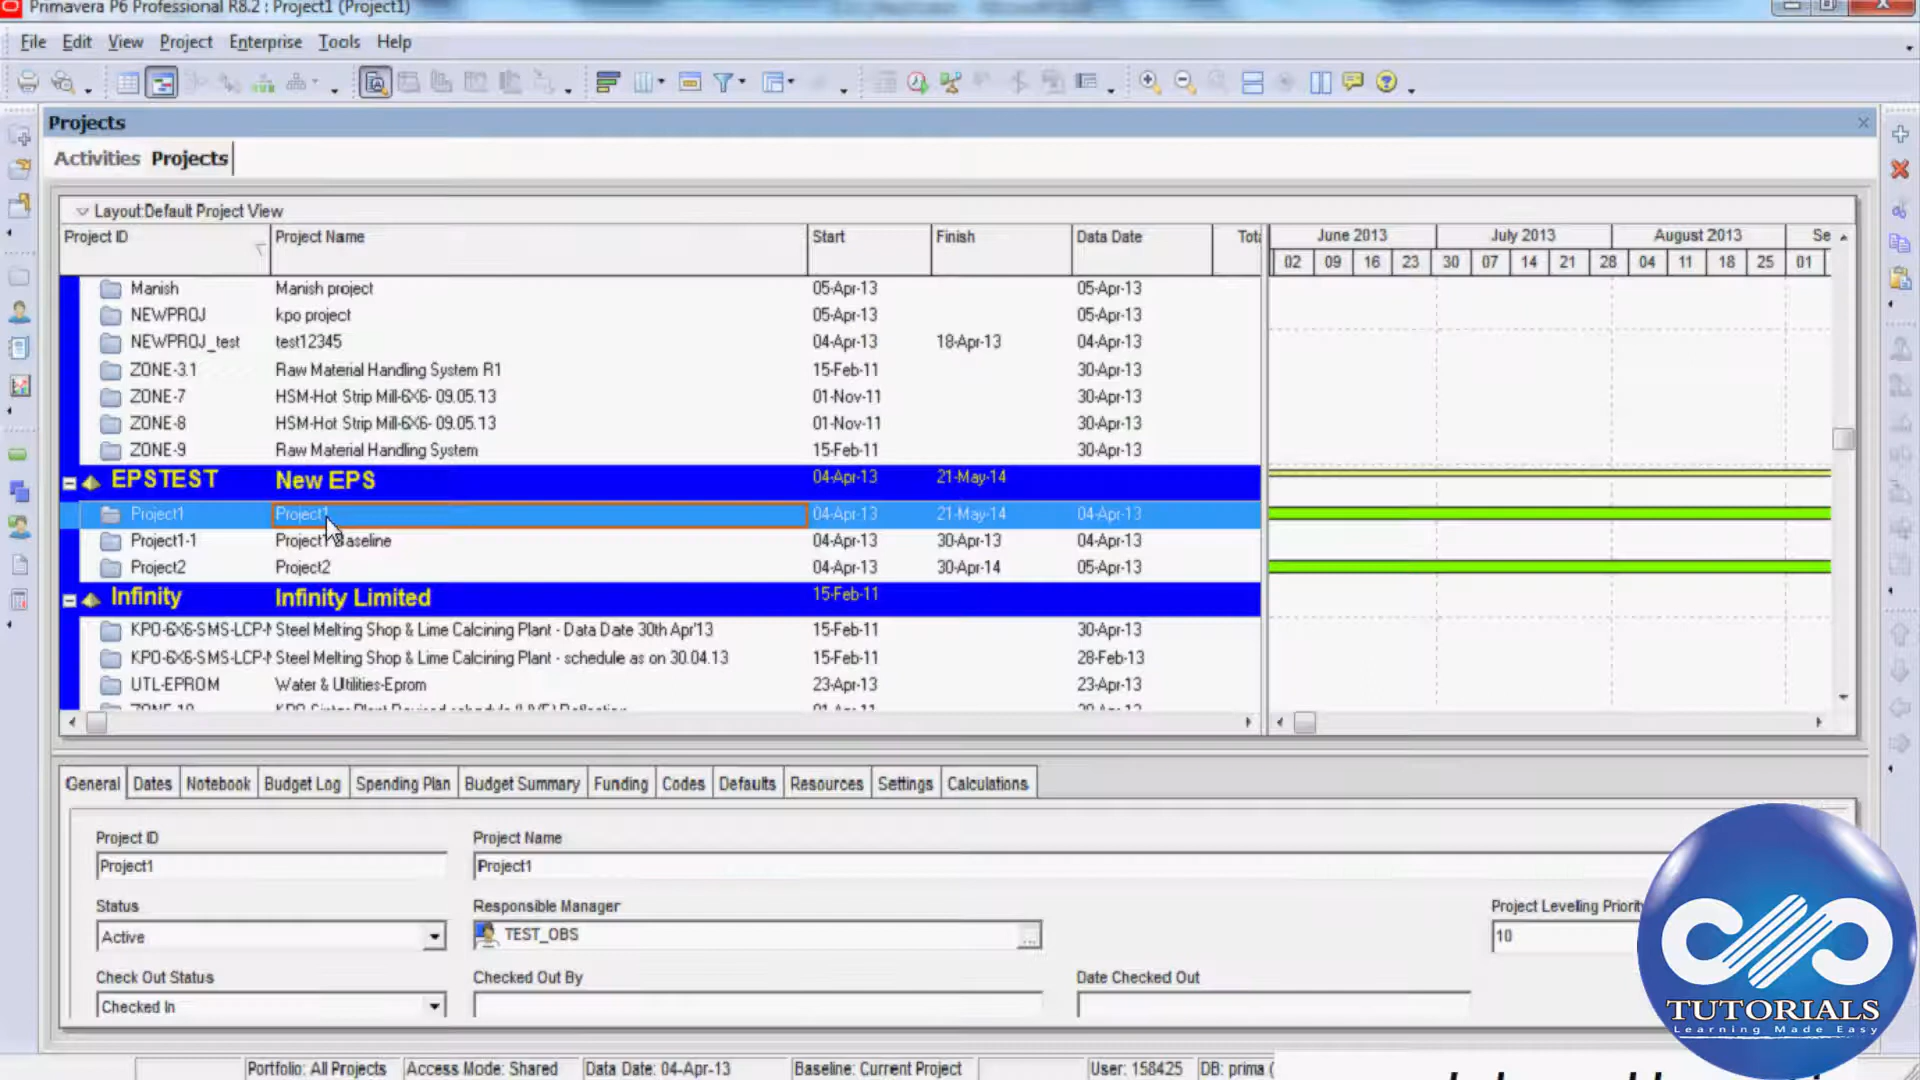 Primavera P6 Professional R8.2 : Project1 (Project1)
File Edit View Project Enterprise Tools Help
Projects
Activities Projects
Layout:Default Project View
Project ID Project Name Start Finish Data Date Tota June 2013 July 2013 August 2013 Se
02 09 16 23 30 07 14 21 28 04 11 18 25 01
Manish Manish project 05-Apr-13 05-Apr-13
NEWPROJ kpo project 05-Apr-13 05-Apr-13
NEWPROJ_test test12345 04-Apr-13 18-Apr-13 04-Apr-13
ZONE-3.1 Raw Material Handling System R1 15-Feb-11 30-Apr-13
ZONE-7 HSM-Hot Strip Mill-6X6- 09.05.13 01-Nov-11 30-Apr-13
ZONE-8 HSM-Hot Strip Mill-6X6- 09.05.13 01-Nov-11 30-Apr-13
ZONE-9 Raw Material Handling System 15-Feb-11 30-Apr-13
EPSTEST New EPS 04-Apr-13 21-May-14
Project1 Project1 04-Apr-13 21-May-14 04-Apr-13
Project1-1 Project1 Baseline 04-Apr-13 30-Apr-13 04-Apr-13
Project2 Project2 04-Apr-13 30-Apr-14 05-Apr-13
Infinity Infinity Limited 15-Feb-11
KPO-6X6-SMS-LCP- Steel Melting Shop & Lime Calcining Plant - Data Date 30th Apr'13 15-Feb-11 30-Apr-13
KPO-6X6-SMS-LCP- Steel Melting Shop & Lime Calcining Plant - schedule as on 30.04.13 15-Feb-11 28-Feb-13
UTL-EPROM Water & Utilities-Eprom 23-Apr-13 23-Apr-13
General Dates Notebook Budget Log Spending Plan Budget Summary Funding Codes Defaults Resources Settings Calculations
Project ID Project Name
Project1 Project1
Status Responsible Manager Project Leveling Priority
Active TEST_OBS ... 10
Check Out Status Checked Out By Date Checked Out
Checked In
TUTORIALS
Learning Made Easy
Portfolio: All Projects Access Mode: Shared Data Date: 04-Apr-13 Baseline: Current Project User: 158425 DB: prima (